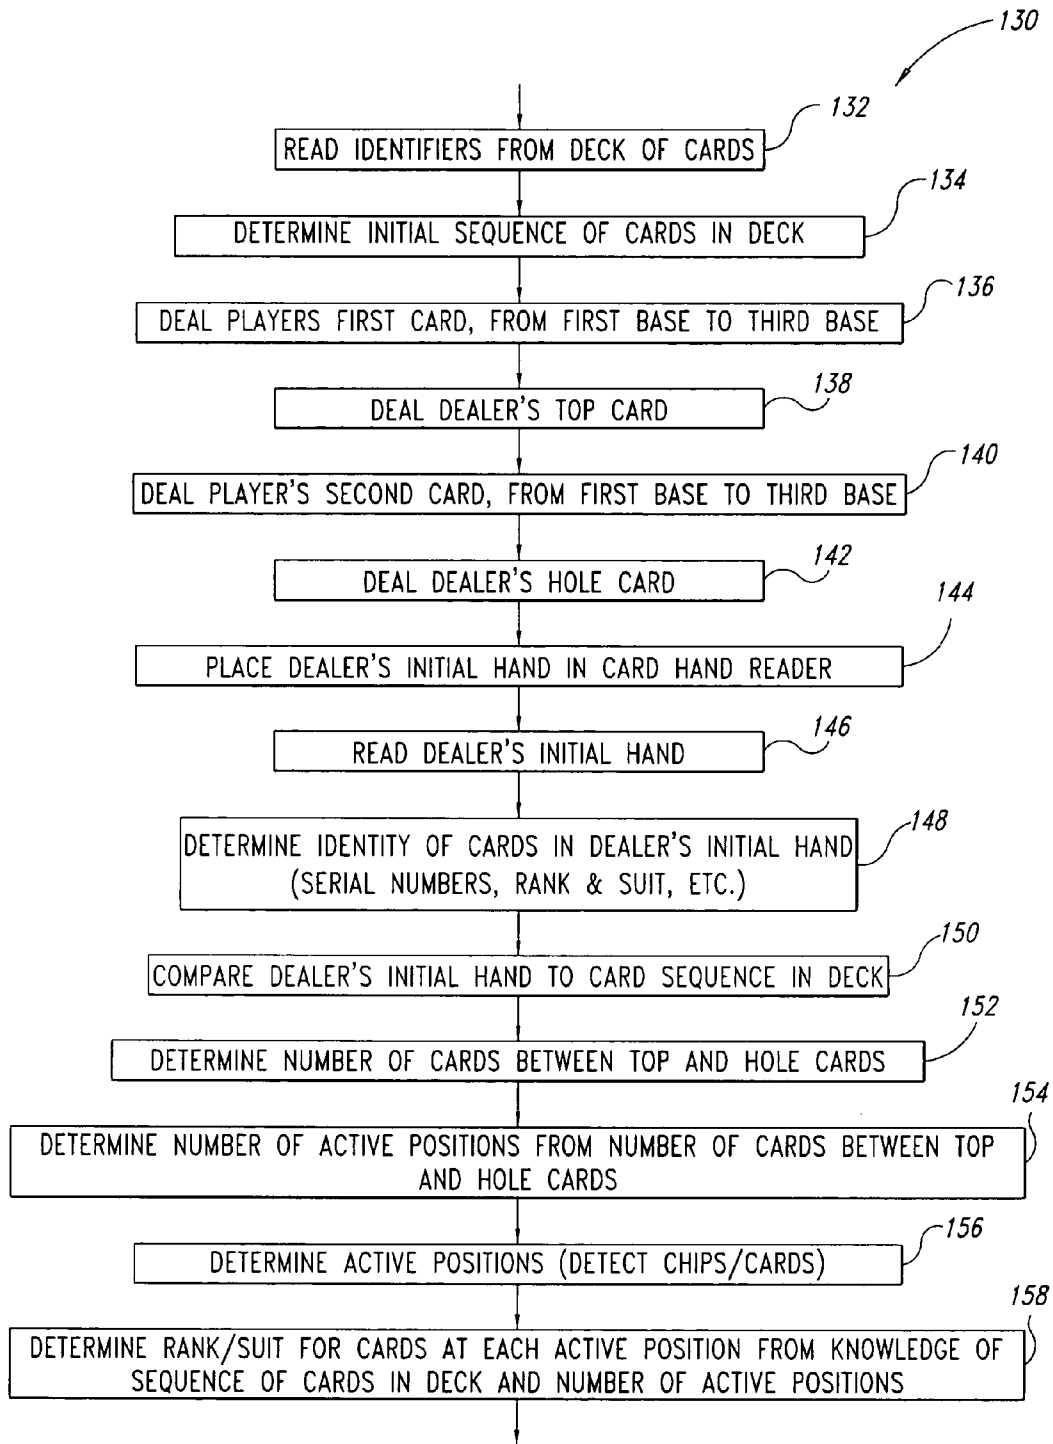 130
132
READ IDENTIFIERS FROM DECK OF CARDS
134
DETERMINE INITIAL SEQUENCE OF CARDS IN DECK
136
DEAL PLAYERS FIRST CARD, FROM FIRST BASE TO THIRD BASE
138
DEAL DEALER'S TOP CARD
140
DEAL PLAYER'S SECOND CARD, FROM FIRST BASE TO THIRD BASE
142
DEAL DEALER'S HOLE CARD
144
PLACE DEALER'S INITIAL HAND IN CARD HAND READER
146
READ DEALER'S INITIAL HAND
148
DETERMINE IDENTITY OF CARDS IN DEALER'S INITIAL HAND
(SERIAL NUMBERS, RANK & SUIT, ETC.)
150
COMPARE DEALER'S INITIAL HAND TO CARD SEQUENCE IN DECK
152
DETERMINE NUMBER OF CARDS BETWEEN TOP AND HOLE CARDS
154
DETERMINE NUMBER OF ACTIVE POSITIONS FROM NUMBER OF CARDS BETWEEN TOP
AND HOLE CARDS
156
DETERMINE ACTIVE POSITIONS (DETECT CHIPS/CARDS)
158
DETERMINE RANK/SUIT FOR CARDS AT EACH ACTIVE POSITION FROM KNOWLEDGE OF
SEQUENCE OF CARDS IN DECK AND NUMBER OF ACTIVE POSITIONS